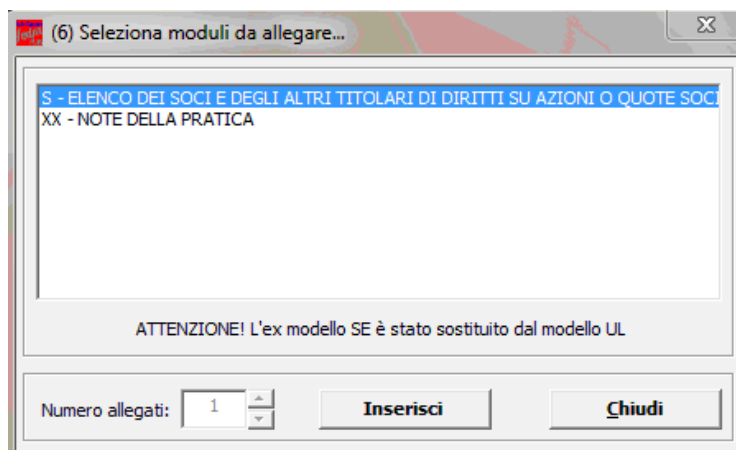 (6) Seleziona moduli da allegare...
S - ELENCO DEI SOCI E DEGLI ALTRI TITOLARI DI DIRITTI SU AZIONI O QUOTE SOCI
XX - NOTE DELLA PRATICA
ATTENZIONE! L'ex modello SE è stato sostituito dal modello UL
Numero allegati: 1 Inserisci Chiudi